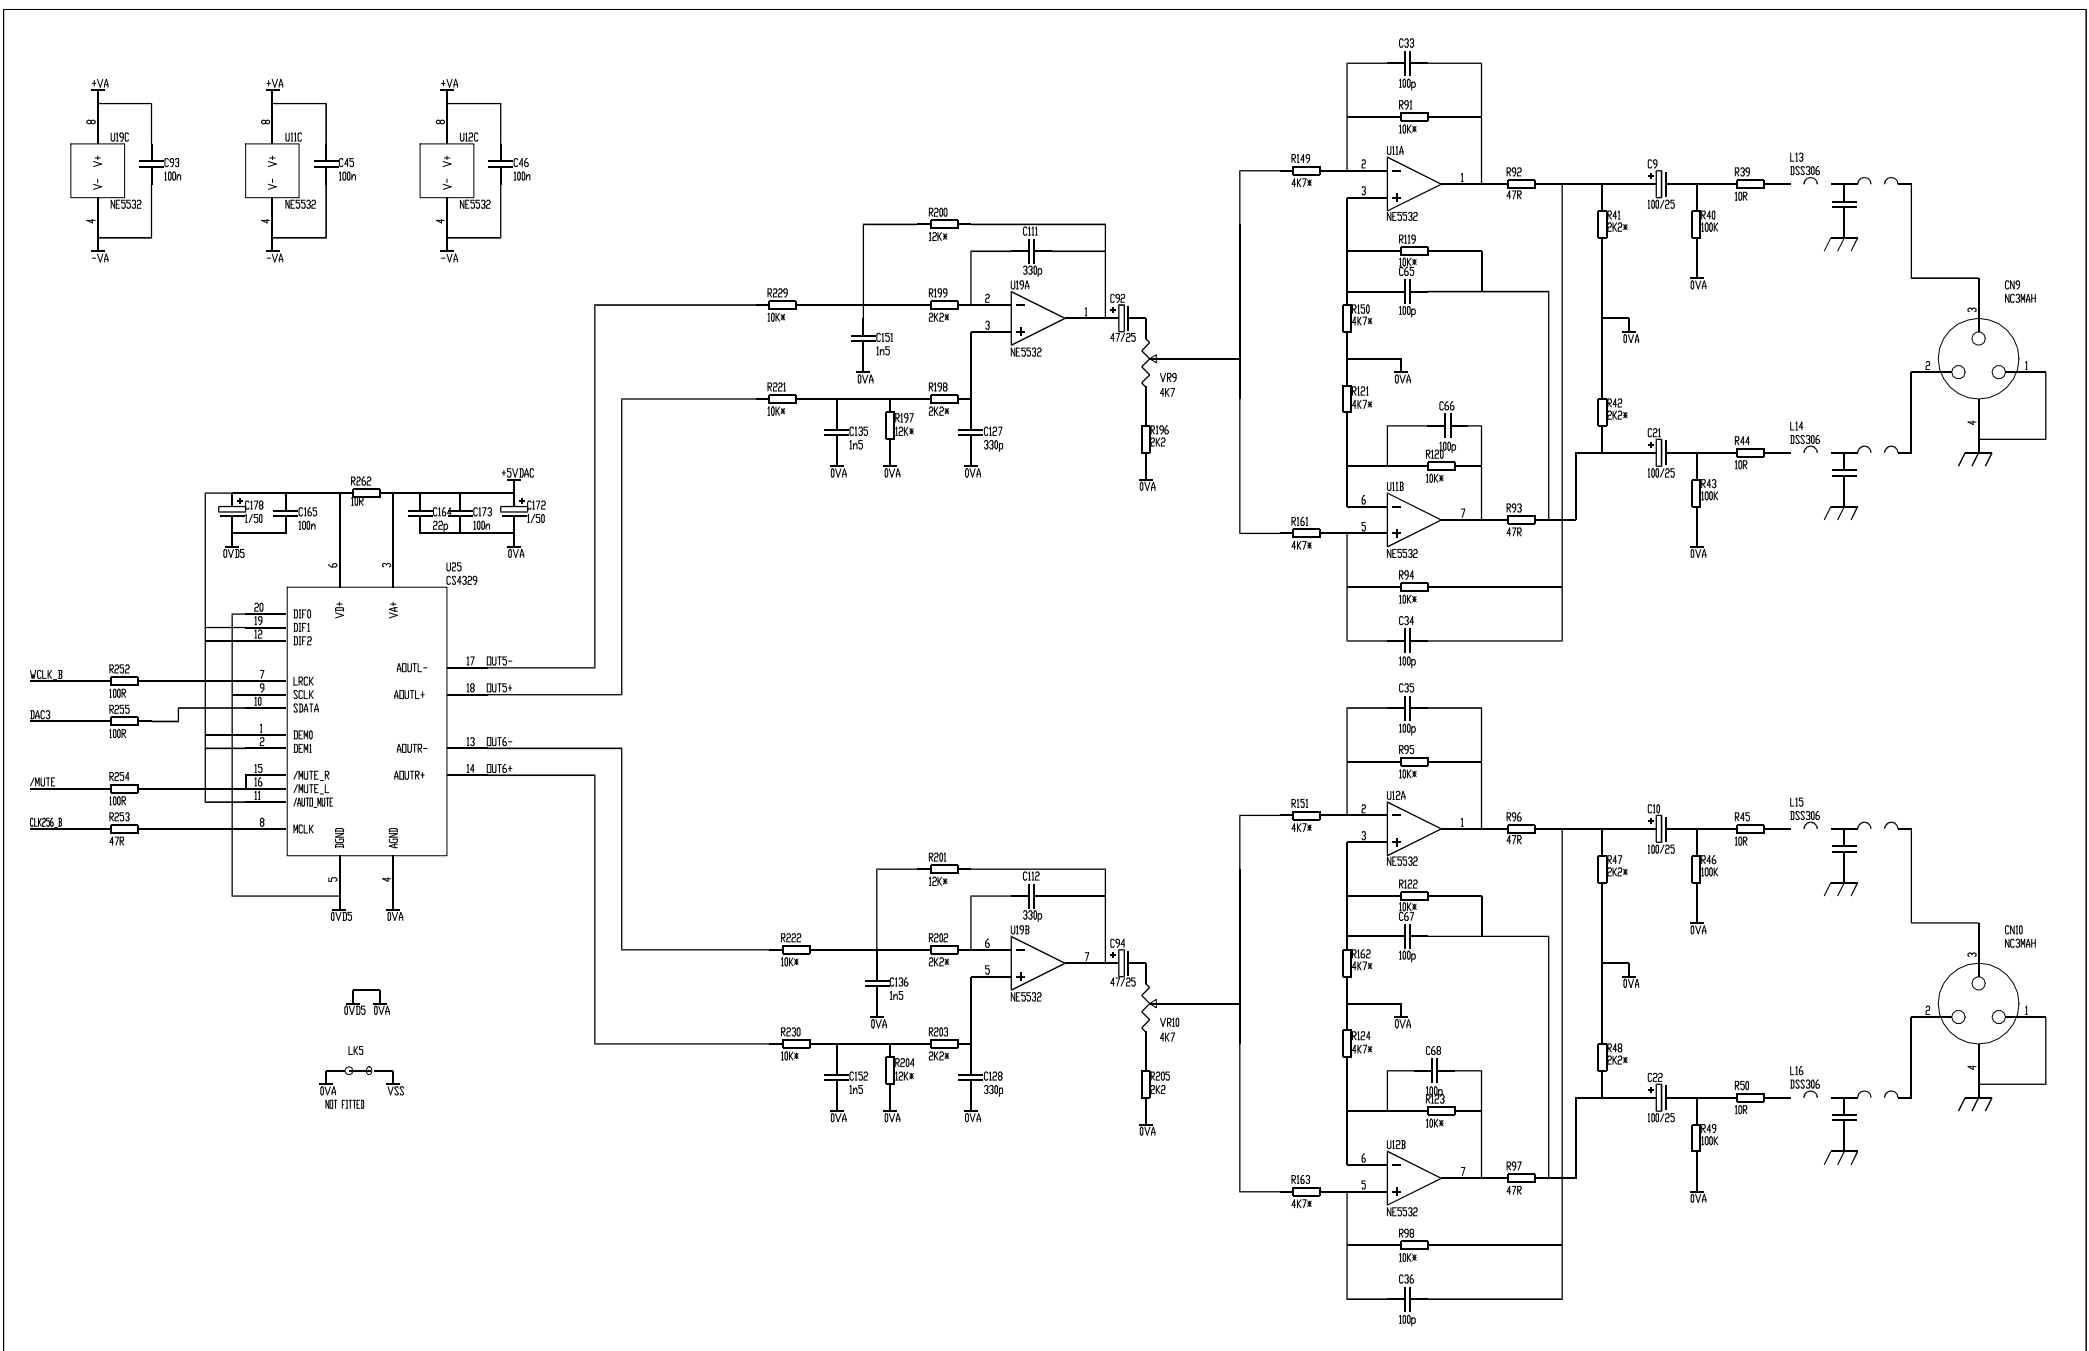 +VA
8
U19C
V+
V-
C93
100n
NE5532
4
-VA
+VA
8
U11C
V+
V-
C45
100n
NE5532
4
-VA
+VA
8
U12C
V+
V-
C46
100n
NE5532
4
-VA
+5VDAC
R262
10R
C178
1/50
C165
100n
C164
22p
C173
100n
C172
1/50
0VD5
0VA
6
3
U25
CS4329
VD+
VA+
20
DIF0
19
DIF1
12
DIF2
WCLK_B
R252
100R
7
LRCK
9
SCLK
10
SDATA
DAC3
R255
100R
1
DEM0
2
DEM1
/MUTE
R254
100R
15
/MUTE_R
16
/MUTE_L
11
/AUTO_MUTE
CLK256_B
R253
47R
8
MCLK
AOUTL-
17
OUT5-
AOUTL+
18
OUT5+
AOUTR-
13
OUT6-
AOUTR+
14
OUT6+
DGND
AGND
5
4
0VD5
0VA
0VD5
0VA
LK5
0VA
VSS
NOT FITTED
R229
10K*
R200
12K*
C111
330p
R199
2K2*
U19A
2
3
1
NE5532
C151
1n5
0VA
R221
10K*
C135
1n5
0VA
R197
12K*
0VA
R198
2K2*
C127
330p
0VA
C92
+
47/25
VR9
4K7
R196
2K2
0VA
R149
4K7*
C33
100p
R91
10K*
U11A
2
3
1
NE5532
R92
47R
R119
10K*
C65
100p
R150
4K7*
0VA
R121
4K7*
C66
100p
R120
10K*
U11B
6
5
7
NE5532
R93
47R
R161
4K7*
R94
10K*
C34
100p
R41
2K2*
0VA
R42
2K2*
C9
+
100/25
R40
100K
0VA
R39
10R
L13
DSS306
C21
+
100/25
R43
100K
0VA
R44
10R
L14
DSS306
CN9
NC3MAH
3
2
1
4
R222
10K*
R201
12K*
C112
330p
R202
2K2*
U19B
6
5
7
NE5532
C136
1n5
0VA
R230
10K*
C152
1n5
0VA
R204
12K*
0VA
R203
2K2*
C128
330p
0VA
C94
+
47/25
VR10
4K7
R205
2K2
0VA
R151
4K7*
C35
100p
R95
10K*
U12A
2
3
1
NE5532
R96
47R
R122
10K*
C67
100p
R162
4K7*
0VA
R124
4K7*
C68
100p
R123
10K*
U12B
6
5
7
NE5532
R97
47R
R163
4K7*
R98
10K*
C36
100p
R47
2K2*
0VA
R48
2K2*
C10
+
100/25
R46
100K
0VA
R45
10R
L15
DSS306
C22
+
100/25
R49
100K
0VA
R50
10R
L16
DSS306
CN10
NC3MAH
3
2
1
4